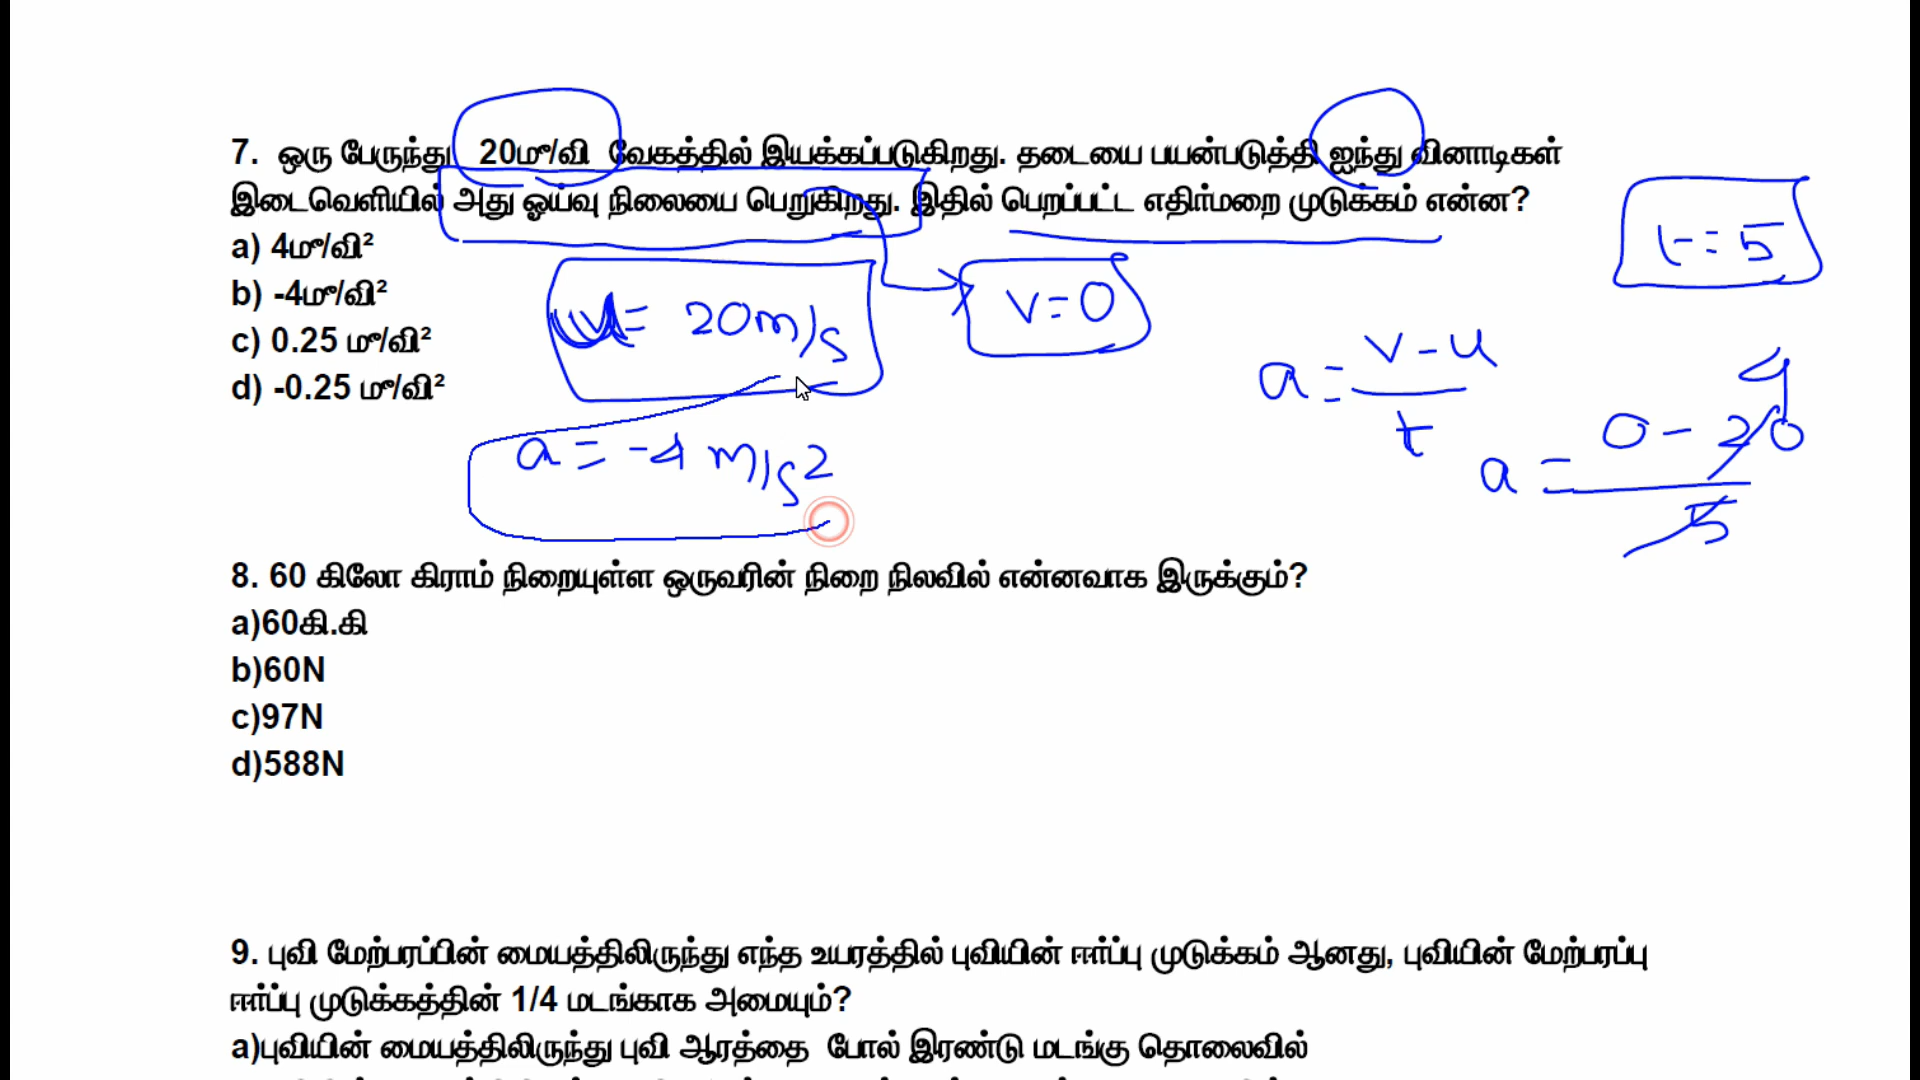 7. ஒரு பேருந்து 20மீ/வி வேகத்தில் இயக்கப்படுகிறது. தடையை பயன்படுத்தி ஐந்து வினாடிகள்
இடைவெளியில் அது ஓய்வு நிலையை பெறுகிறது. இதில் பெறப்பட்ட எதிர்மறை முடுக்கம் என்ன?
a) 4மீ/வி²
b) -4மீ/வி²
c) 0.25 மீ/வி²
d) -0.25 மீ/வி²
t = 5
u = 20m/s
v = 0
a = v - u / t
4
a = 0 - 20 / 5
a = -4 m/s2
8. 60 கிலோ கிராம் நிறையுள்ள ஒருவரின் நிறை நிலவில் என்னவாக இருக்கும்?
a)60கி.கி
b)60N
c)97N
d)588N
9. புவி மேற்பரப்பின் மையத்திலிருந்து எந்த உயரத்தில் புவியின் ஈர்ப்பு முடுக்கம் ஆனது, புவியின் மேற்பரப்பு
ஈர்ப்பு முடுக்கத்தின் 1/4 மடங்காக அமையும்?
a)புவியின் மையத்திலிருந்து புவி ஆரத்தை போல் இரண்டு மடங்கு தொலைவில்